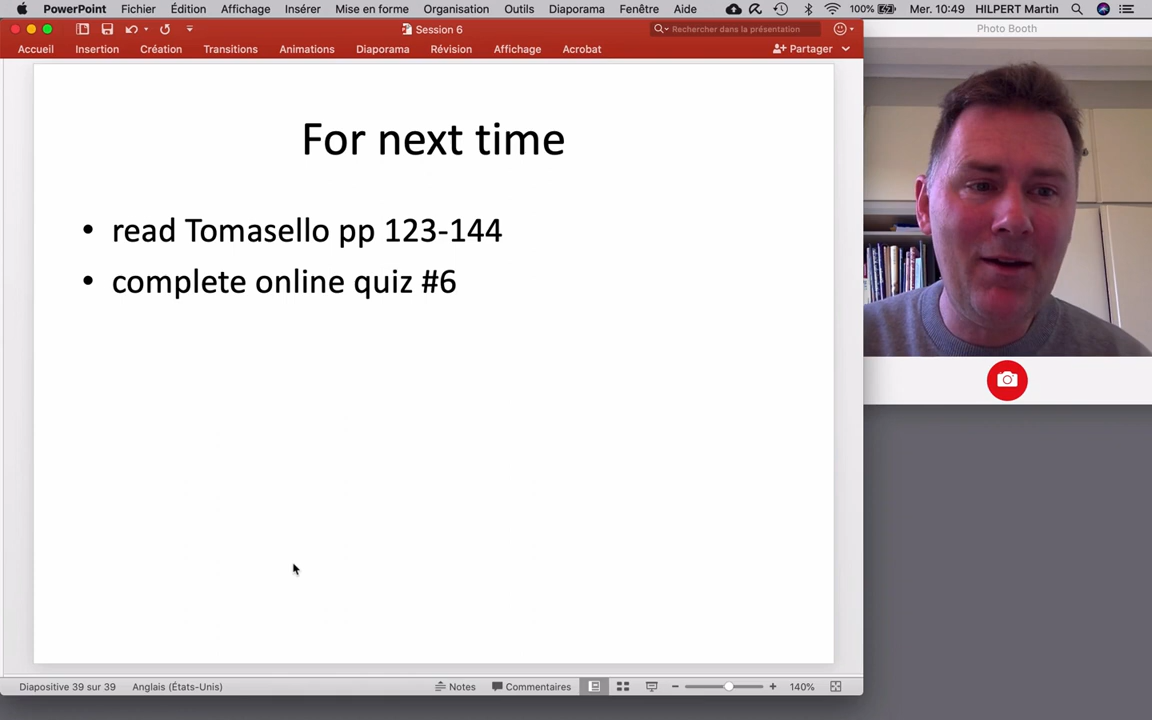 PowerPoint Fichier Édition Affichage Insérer Mise en forme Organisation Outils Diaporama Fenêtre Aide 100% Mer. 10:49 HILPERT Martin
Session 6
Rechercher dans la présentation
Photo Booth
Accueil Insertion Création Transitions Animations Diaporama Révision Affichage Acrobat Partager
For next time
• read Tomasello pp 123-144
• complete online quiz #6
Diapositive 39 sur 39 Anglais (États-Unis) Notes Commentaires 140%